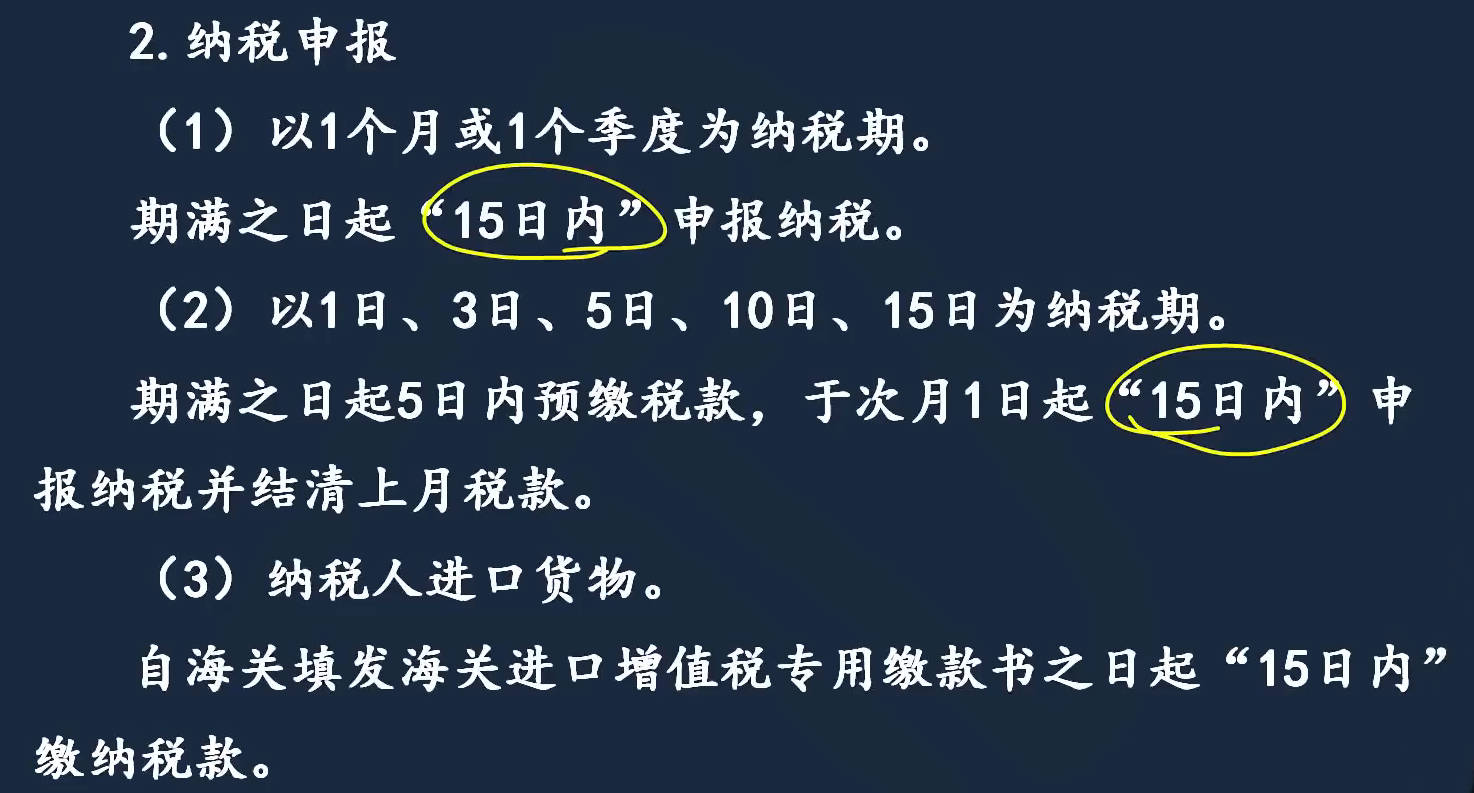 2. 纳税申报
（1）以1个月或1个季度为纳税期。
期满之日起“15日内”申报纳税。
（2）以1日、3日、5日、10日、15日为纳税期。
期满之日起5日内预缴税款，于次月1日起“15日内”申
报纳税并结清上月税款。
（3）纳税人进口货物。
自海关填发海关进口增值税专用缴款书之日起“15日内”
缴纳税款。